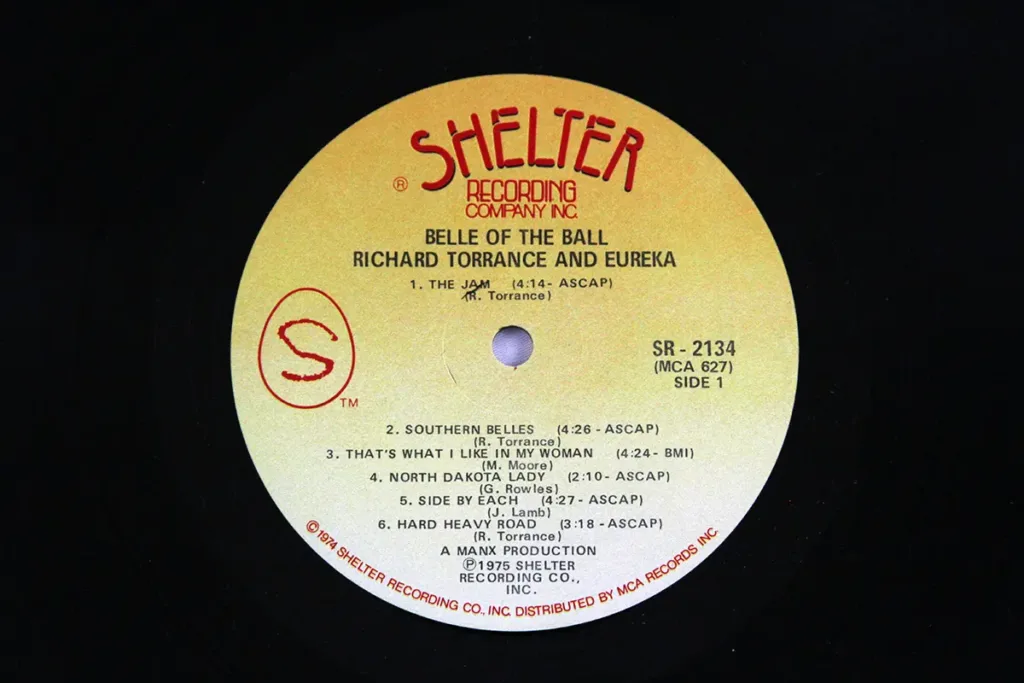 SHELTER
® RECORDING
COMPANY INC.
BELLE OF THE BALL
RICHARD TORRANCE AND EUREKA
1. THE JAM (4:14- ASCAP)
(R. Torrance)
S
TM
SR - 2134
(MCA 627)
SIDE 1
2. SOUTHERN BELLES (4:26 - ASCAP)
(R. Torrance)
3. THAT'S WHAT I LIKE IN MY WOMAN (4:24- BMI)
(M. Moore)
4. NORTH DAKOTA LADY (2:10- ASCAP)
(G. Rowles)
5. SIDE BY EACH (4:27 - ASCAP)
(J. Lamb)
6. HARD HEAVY ROAD (3:18 - ASCAP)
(R. Torrance)
A MANX PRODUCTION
℗1975 SHELTER
RECORDING CO.,
INC.
©1974 SHELTER RECORDING CO., INC. DISTRIBUTED BY MCA RECORDS INC.